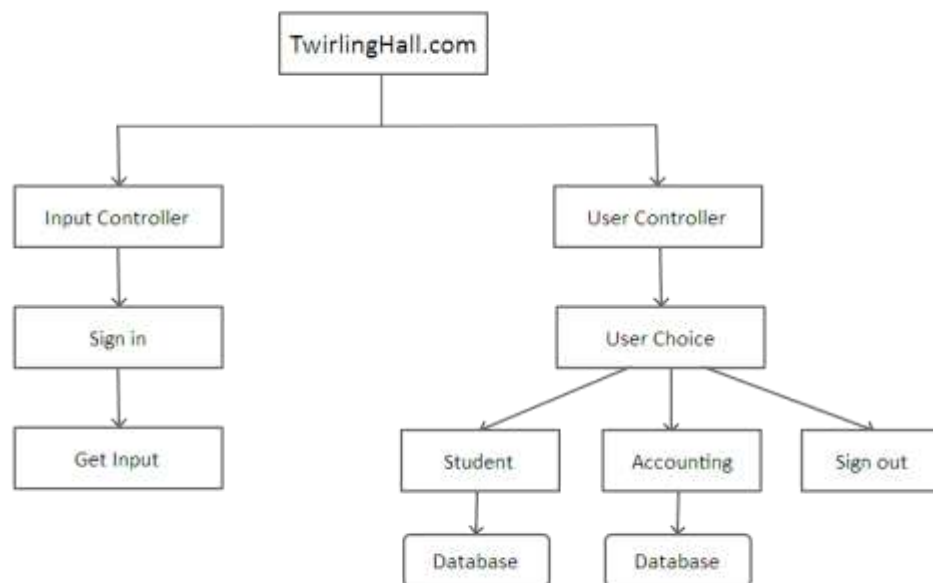 TwirlingHall.com
Input Controller
User Controller
Sign in
User Choice
Get Input
Student
Accounting
Sign out
Database
Database